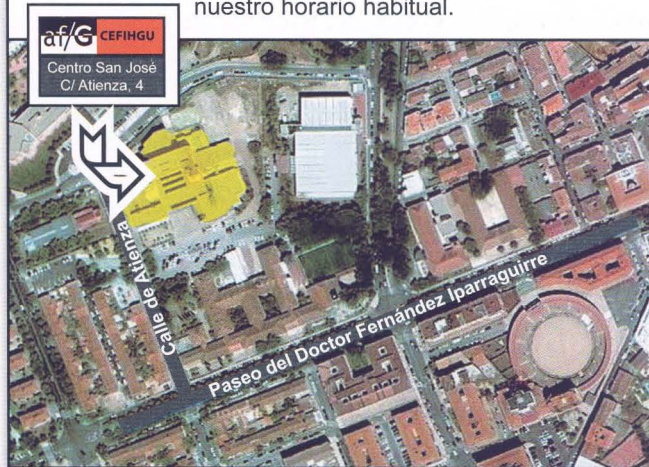 nuestro horario habitual.
af/G CEFIHGU
Centro San José
C/ Atienza, 4
Calle de Atienza
Paseo del Doctor Fernández Iparraguirre